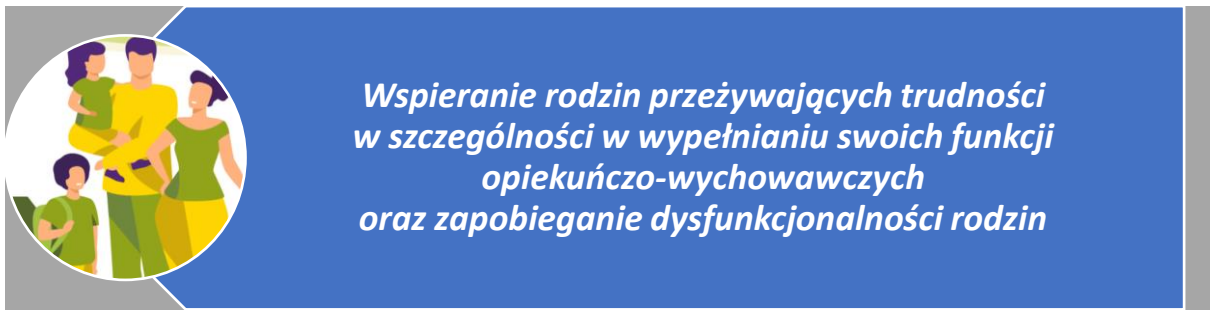 Wspieranie rodzin przeżywających trudności
w szczególności w wypełnianiu swoich funkcji
opiekuńczo-wychowawczych
oraz zapobieganie dysfunkcjonalności rodzin